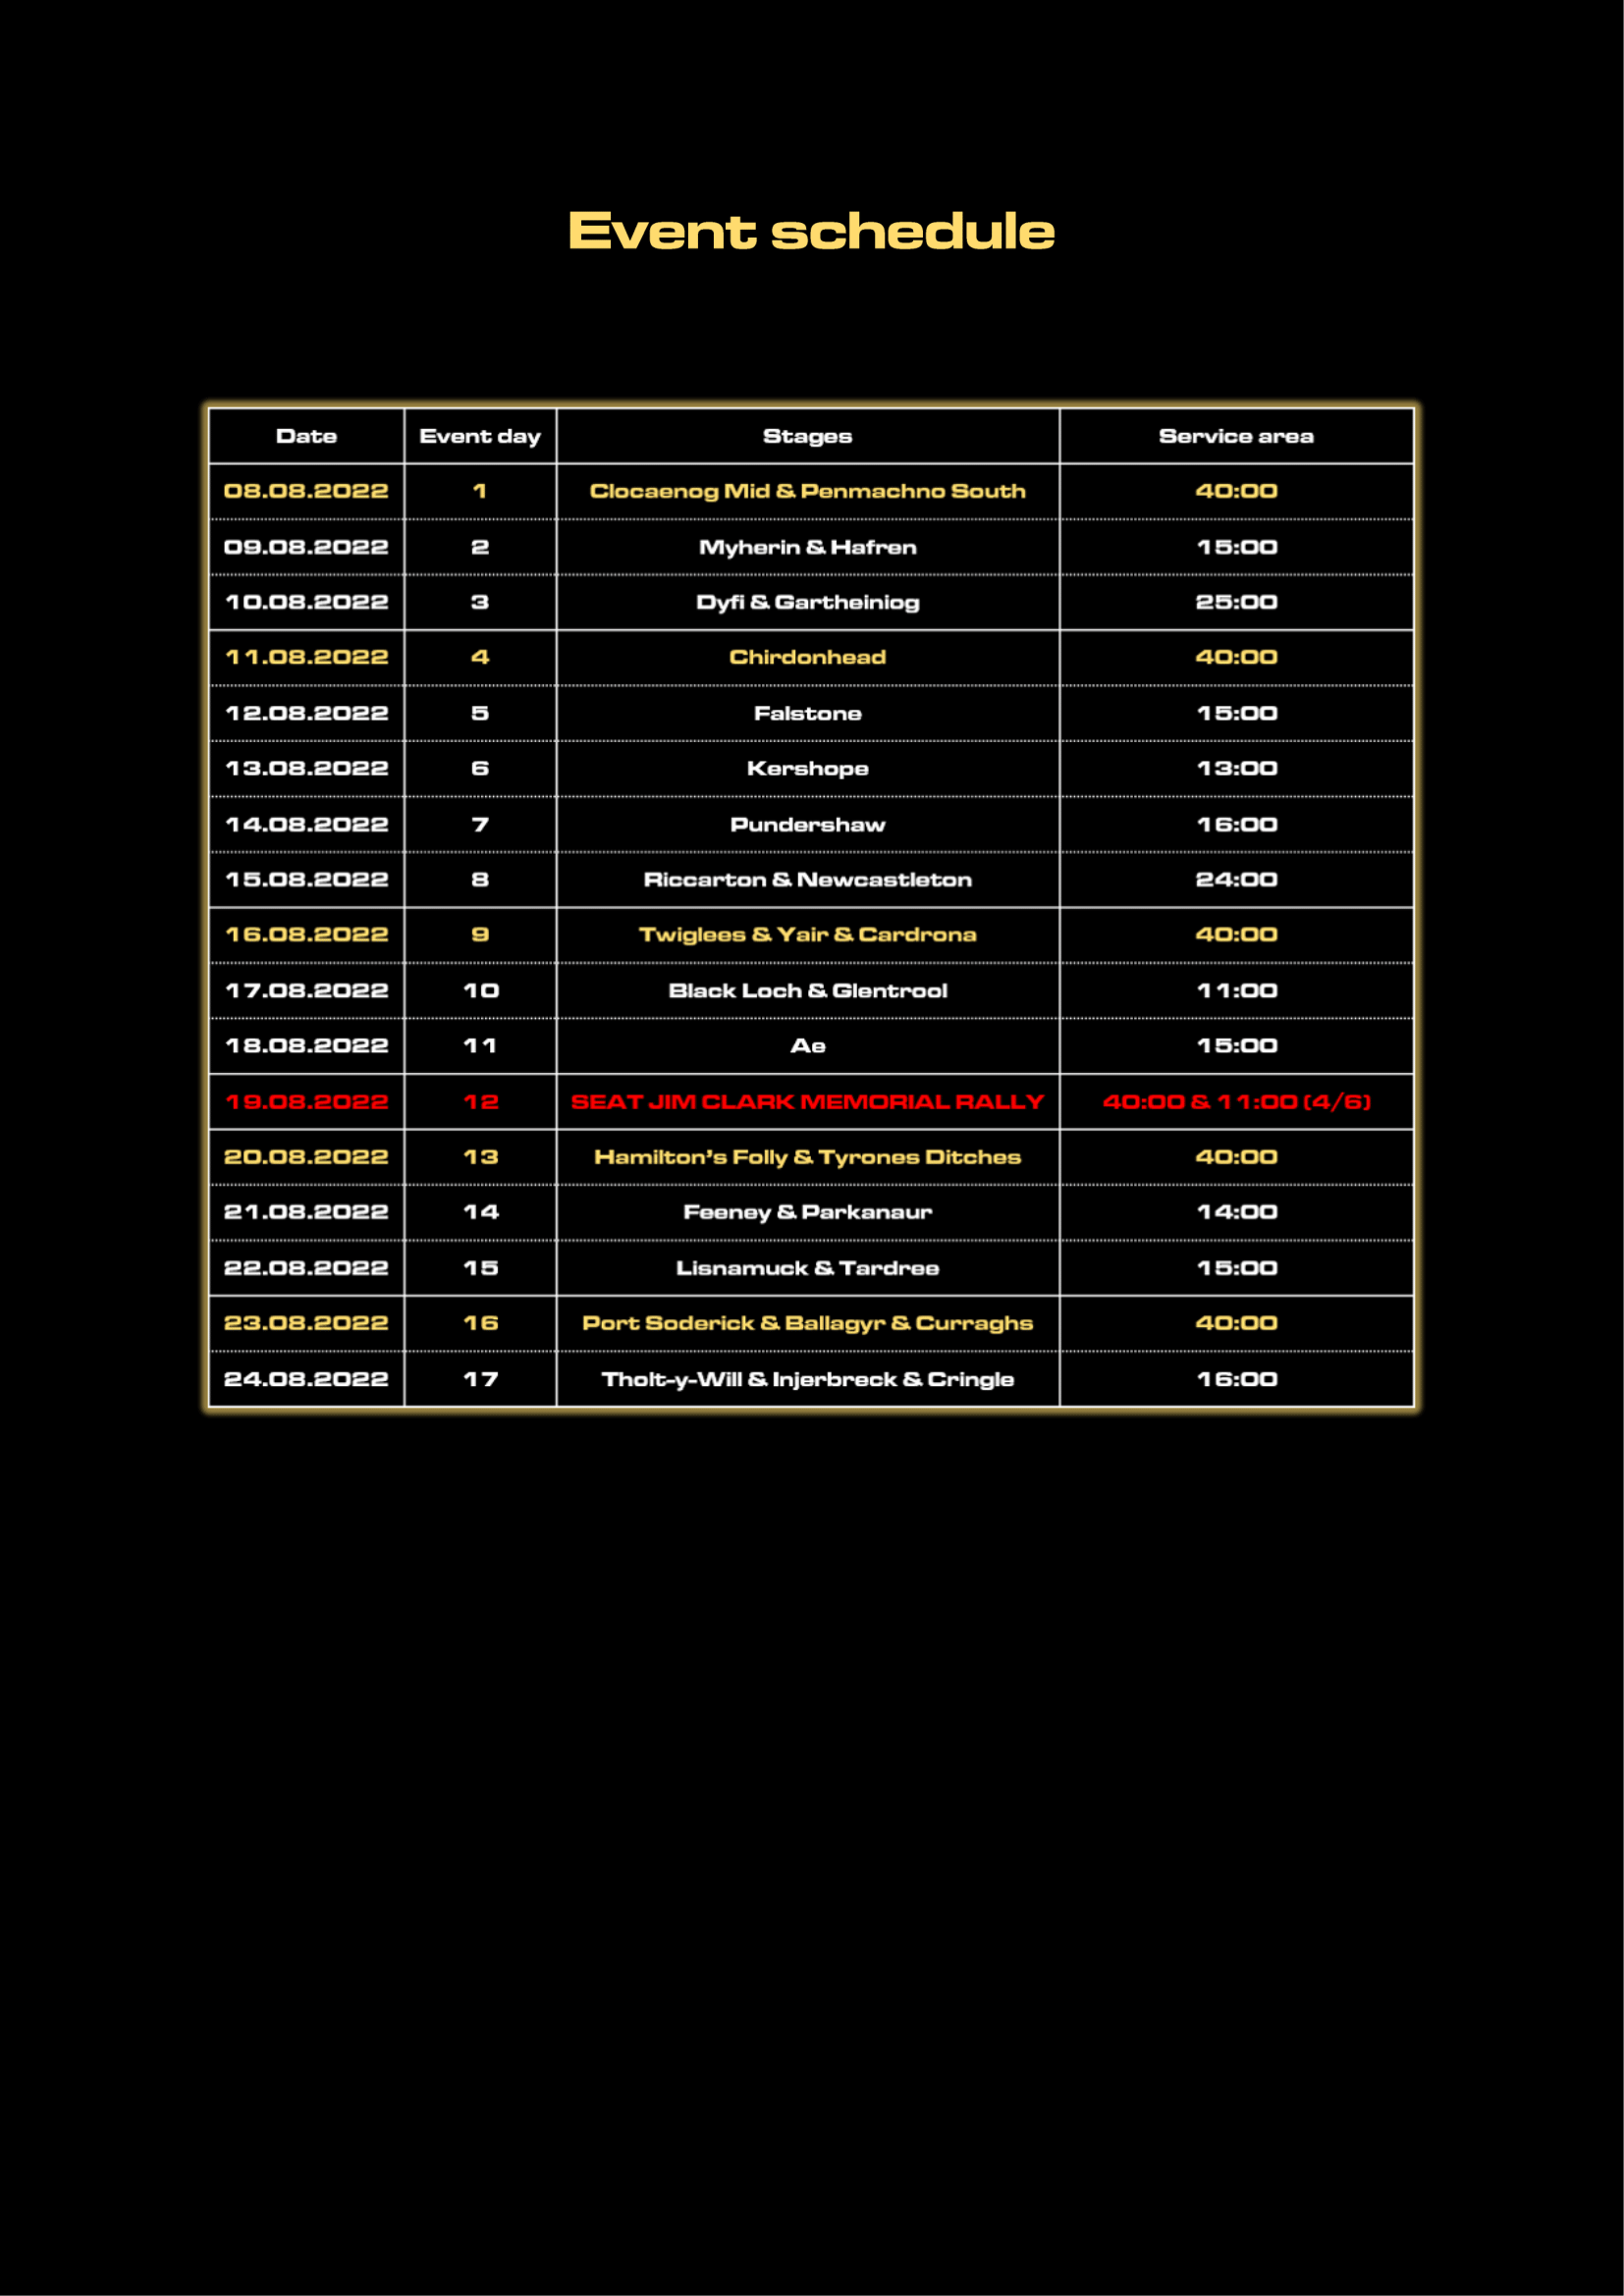 Event schedule
Date Event day Stages Service area
08.08.2022 1 Clocaenog Mid & Penmachno South 40:00
09.08.2022 2 Myherin & Hafren 15:00
10.08.2022 3 Dyfi & Gartheiniog 25:00
11.08.2022 4 Chirdonhead 40:00
12.08.2022 5 Falstone 15:00
13.08.2022 6 Kershope 13:00
14.08.2022 7 Pundershaw 16:00
15.08.2022 8 Riccarton & Newcastleton 24:00
16.08.2022 9 Twiglees & Yair & Cardrona 40:00
17.08.2022 10 Black Loch & Glentrool 11:00
18.08.2022 11 Ae 15:00
19.08.2022 12 SEAT JIM CLARK MEMORIAL RALLY 40:00 & 11:00 (4/6)
20.08.2022 13 Hamilton’s Folly & Tyrones Ditches 40:00
21.08.2022 14 Feeney & Parkanaur 14:00
22.08.2022 15 Lisnamuck & Tardree 15:00
23.08.2022 16 Port Soderick & Ballagyr & Curraghs 40:00
24.08.2022 17 Tholt-y-Will & Injerbreck & Cringle 16:00